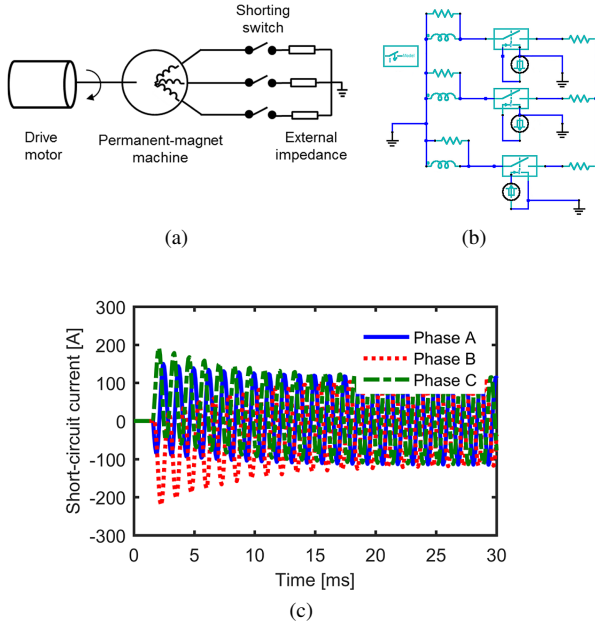 (a)
Shorting
switch
Drive
motor
Permanent-magnet
machine
External
impedance
(b)
300
200
100
0
-100
-200
-300
Short-circuit current [A]
Phase A
Phase B
Phase C
0
5
10
15
20
25
30
Time [ms]
(c)